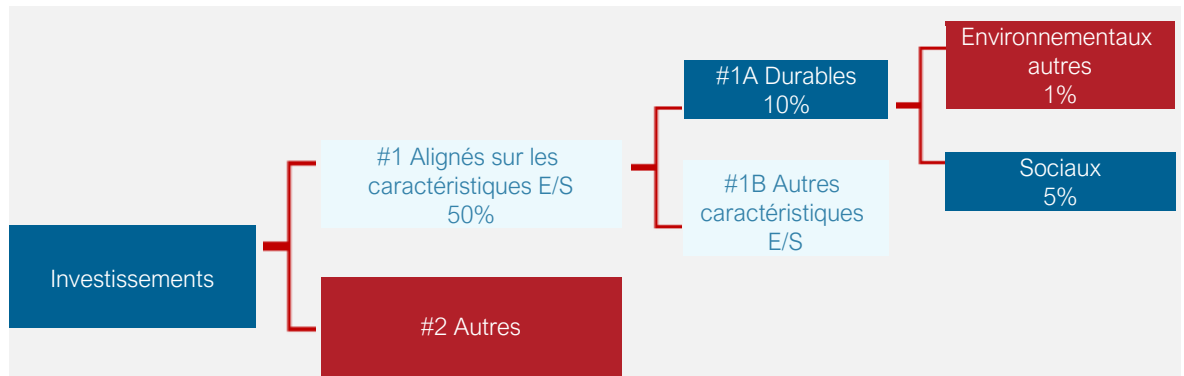 Investissements
#1 Alignés sur les
caractéristiques E/S
50%
#2 Autres
#1A Durables
10%
#1B Autres
caractéristiques
E/S
Environnementaux
autres
1%
Sociaux
5%